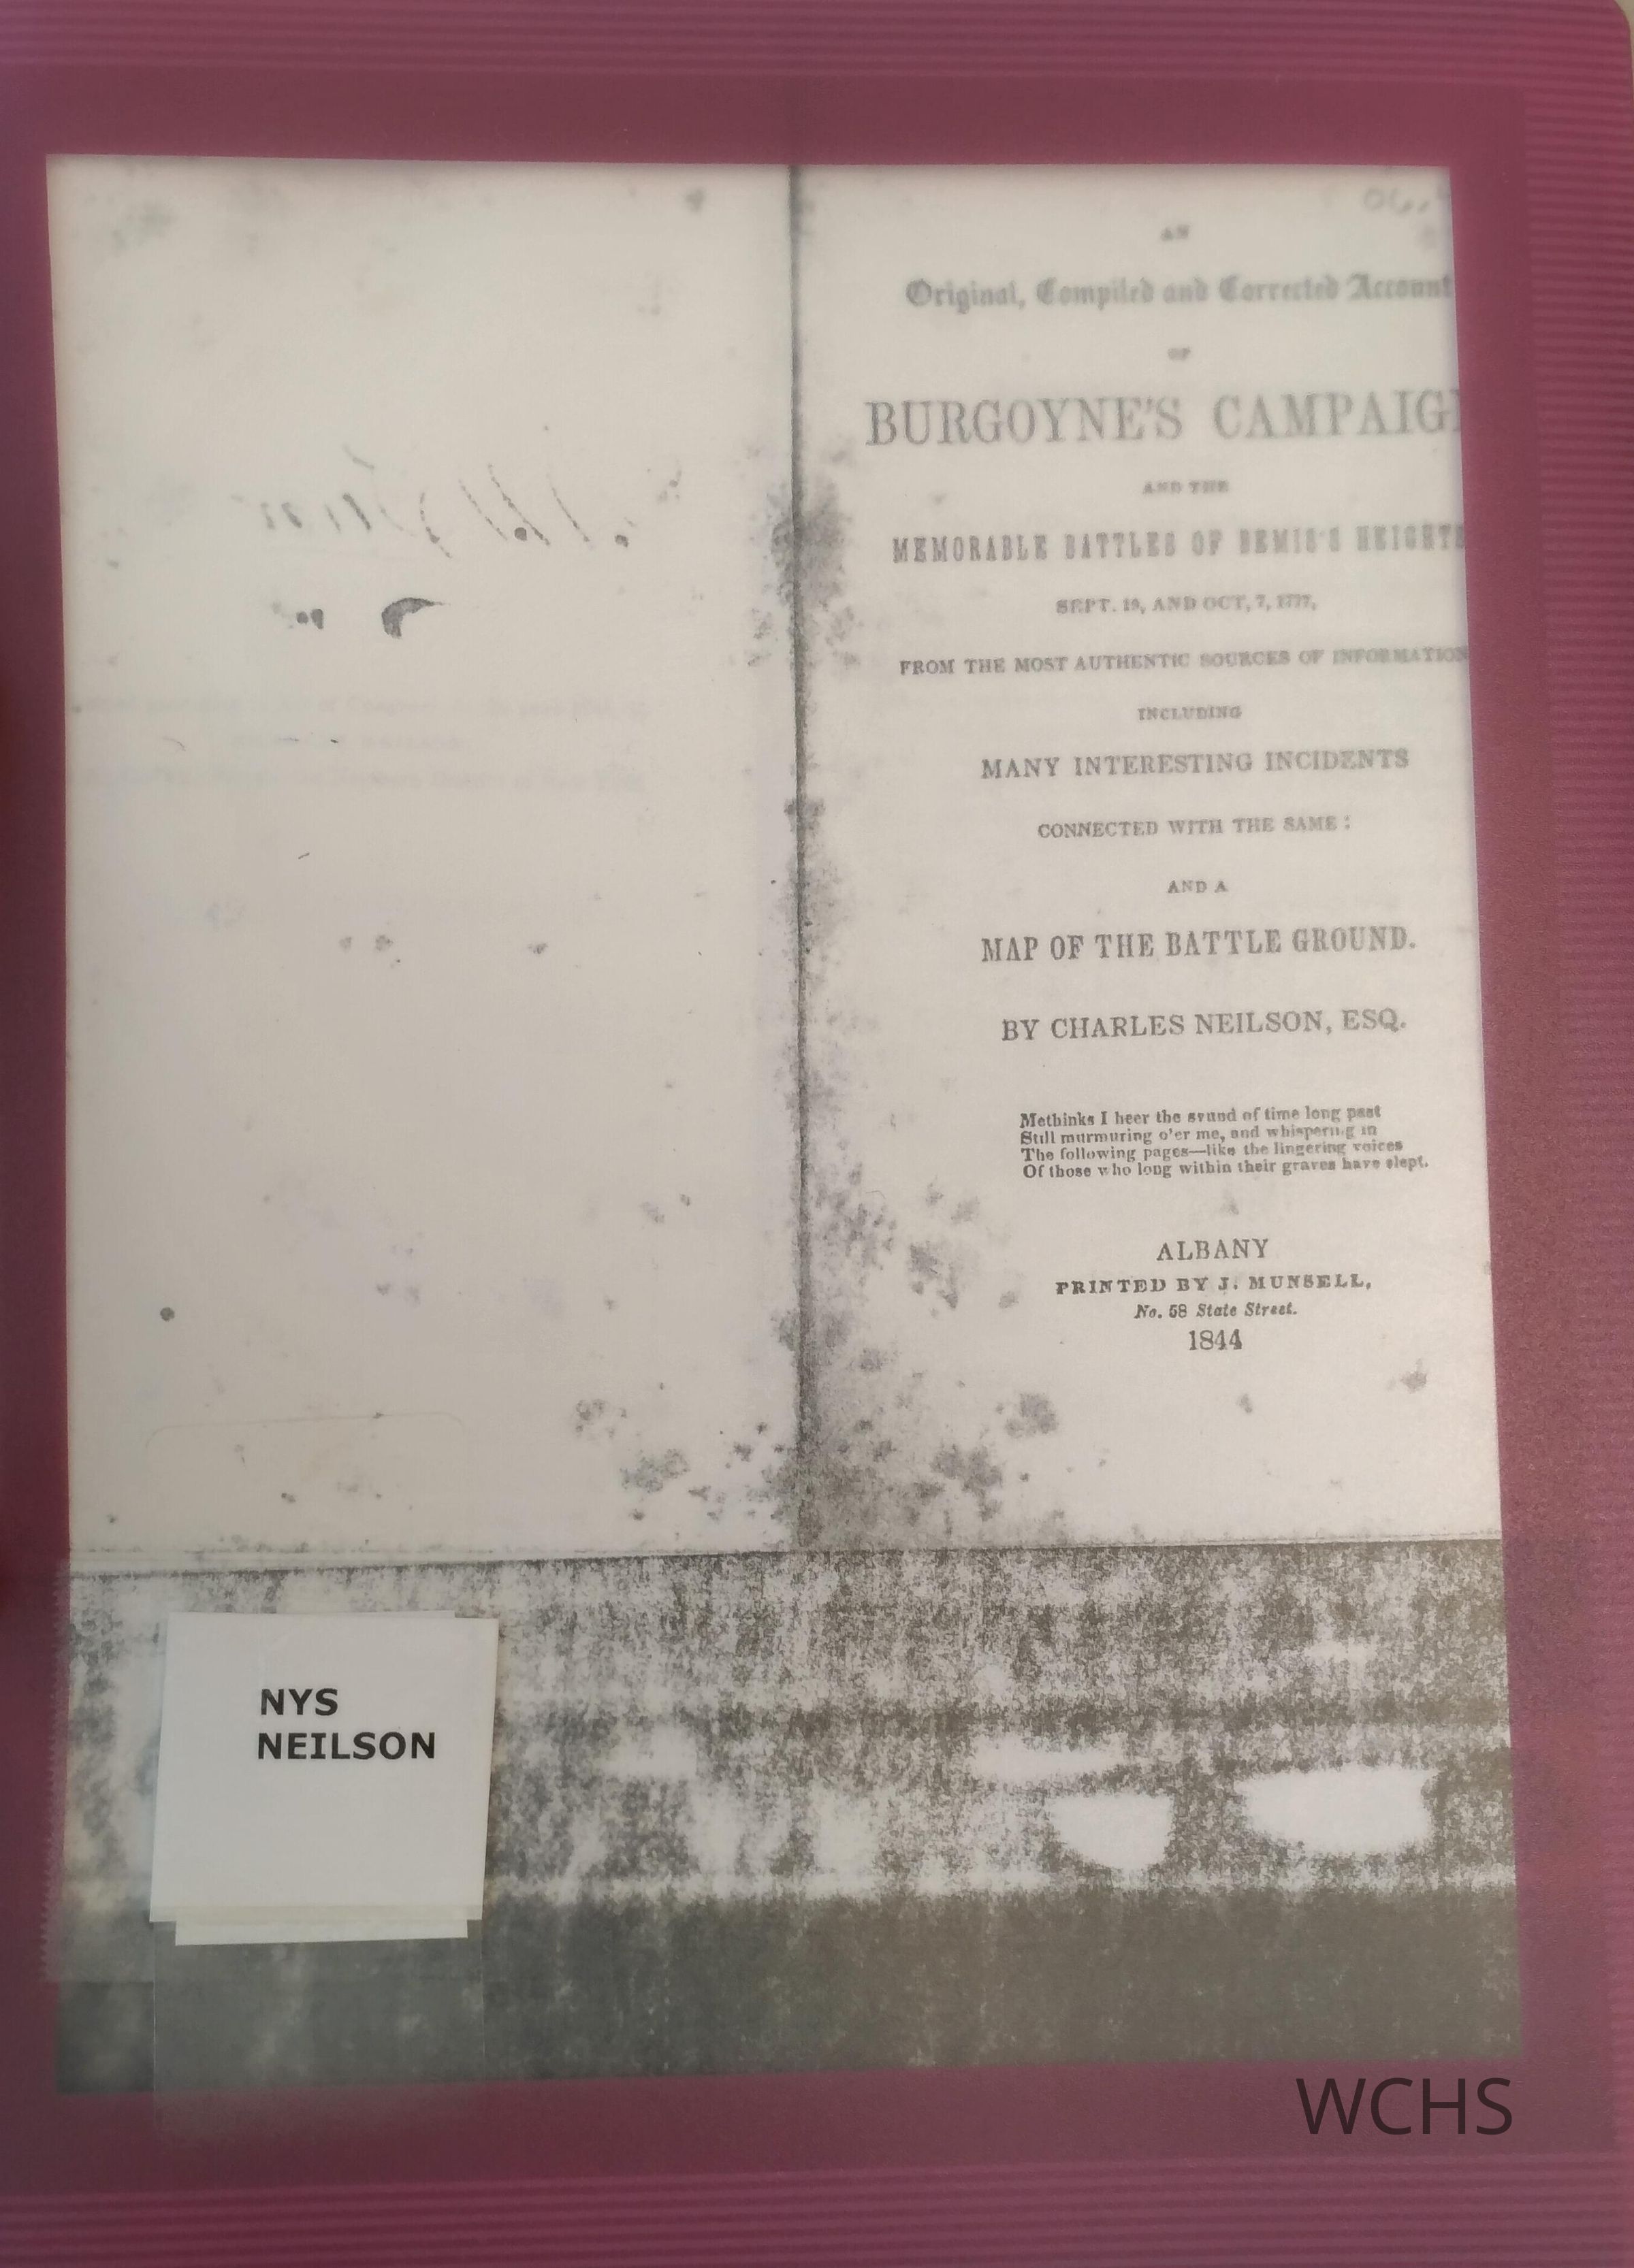 AN
Original, Compiled and Corrected Account
OF
BURGOYNE'S CAMPAIG
AND THE
MEMORABLE BATTLES OF BEMIS'S HEIGHTS
SEPT. 19, AND OCT, 7, 1777,
FROM THE MOST AUTHENTIC SOURCES OF INFORMATION
INCLUDING
MANY INTERESTING INCIDENTS
CONNECTED WITH THE SAME:
AND A
MAP OF THE BATTLE GROUND.
BY CHARLES NEILSON, ESQ.
Methinks I heer the svund of time long past
Still murmuring o'er me, and whispering in
The following pages—like the lingering voices
Of those who long within their graves have slept.
ALBANY
PRINTED BY J. MUNSELL,
No. 58 State Street.
1844
NYS
NEILSON
WCHS